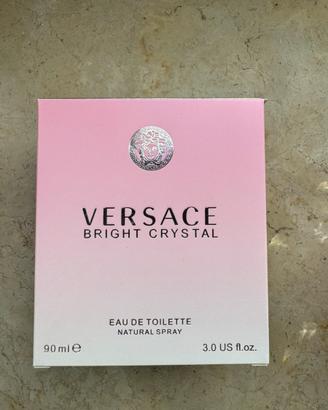 VERSACE
BRIGHT CRYSTAL
EAU DE TOILETTE
NATURAL SPRAY
90 ml ℮ 3.0 US fl.oz.